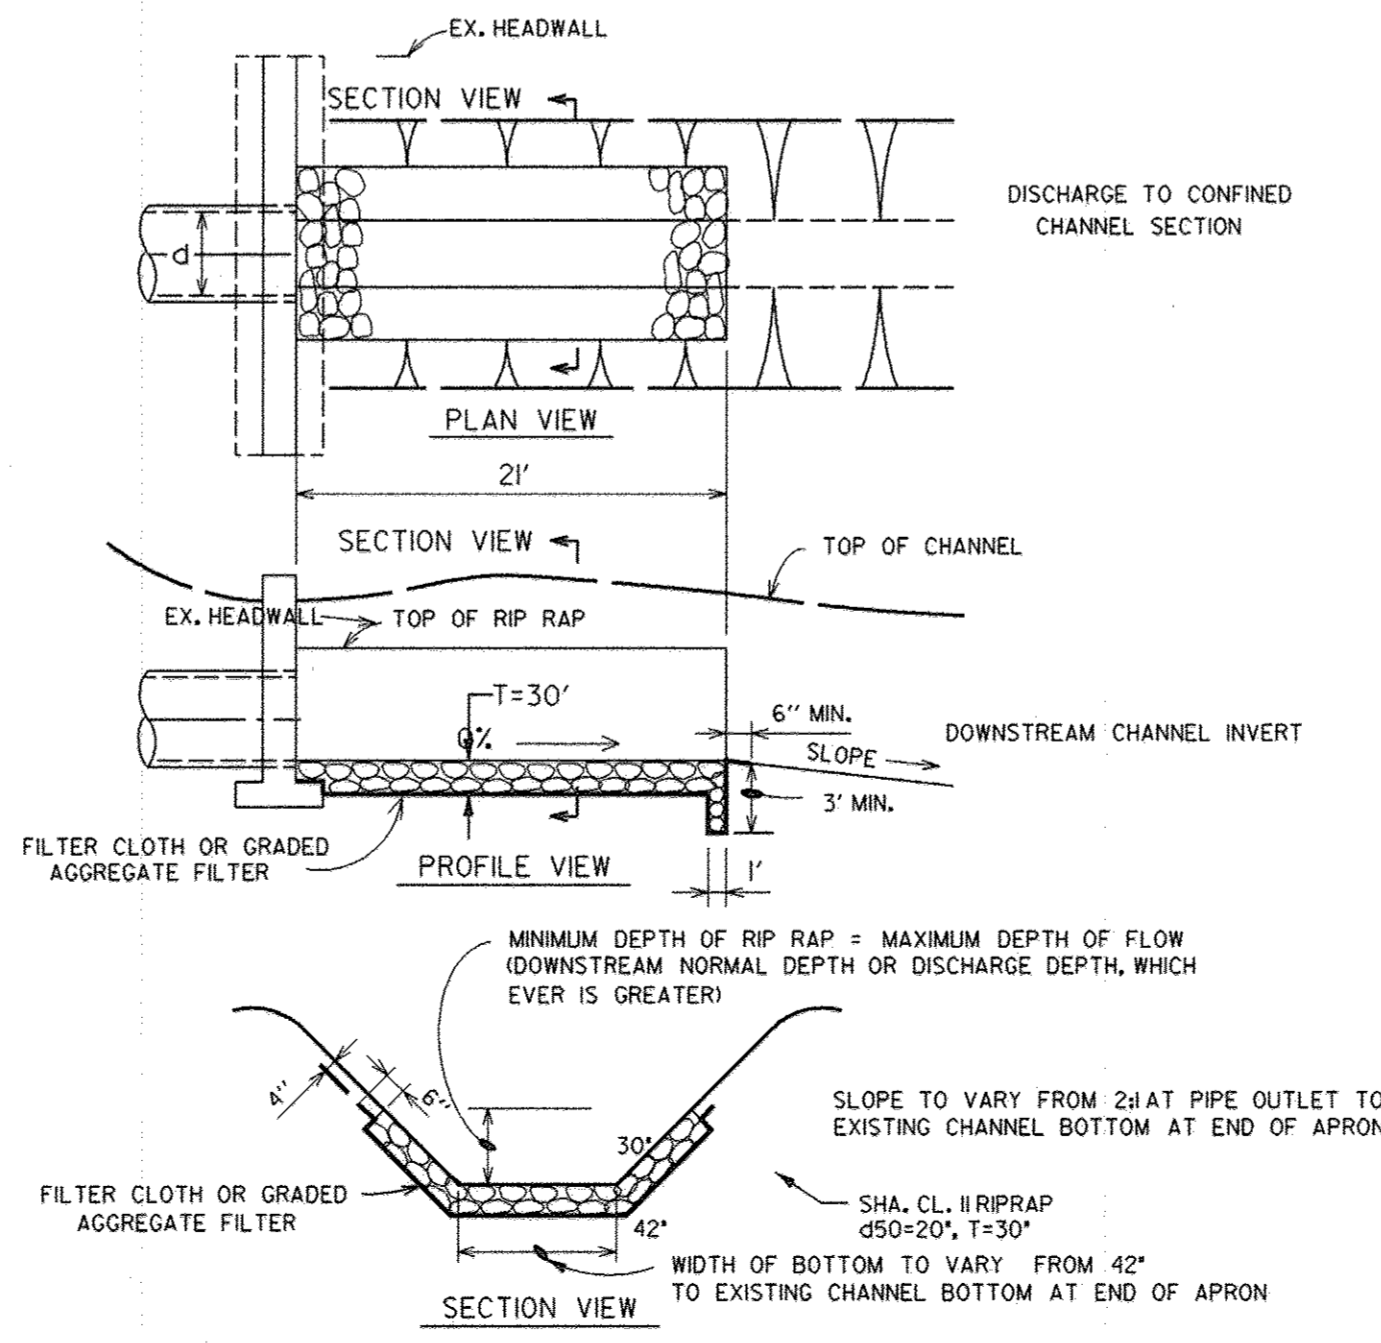 EX. HEADWALL
SECTION VIEW
DISCHARGE TO CONFINED
CHANNEL SECTION
d
PLAN VIEW
21'
SECTION VIEW
TOP OF CHANNEL
EX. HEADWALL
TOP OF RIP RAP
T=30'
0%
6" MIN.
DOWNSTREAM CHANNEL INVERT
SLOPE
3' MIN.
FILTER CLOTH OR GRADED
AGGREGATE FILTER
PROFILE VIEW
1'
MINIMUM DEPTH OF RIP RAP = MAXIMUM DEPTH OF FLOW
(DOWNSTREAM NORMAL DEPTH OR DISCHARGE DEPTH, WHICH
EVER IS GREATER)
4"
6"
30"
SLOPE TO VARY FROM 2:1 AT PIPE OUTLET TO
EXISTING CHANNEL BOTTOM AT END OF APRON
FILTER CLOTH OR GRADED
AGGREGATE FILTER
SHA. CL. II RIPRAP
d50=20", T=30"
42"
WIDTH OF BOTTOM TO VARY FROM 42"
TO EXISTING CHANNEL BOTTOM AT END OF APRON
SECTION VIEW